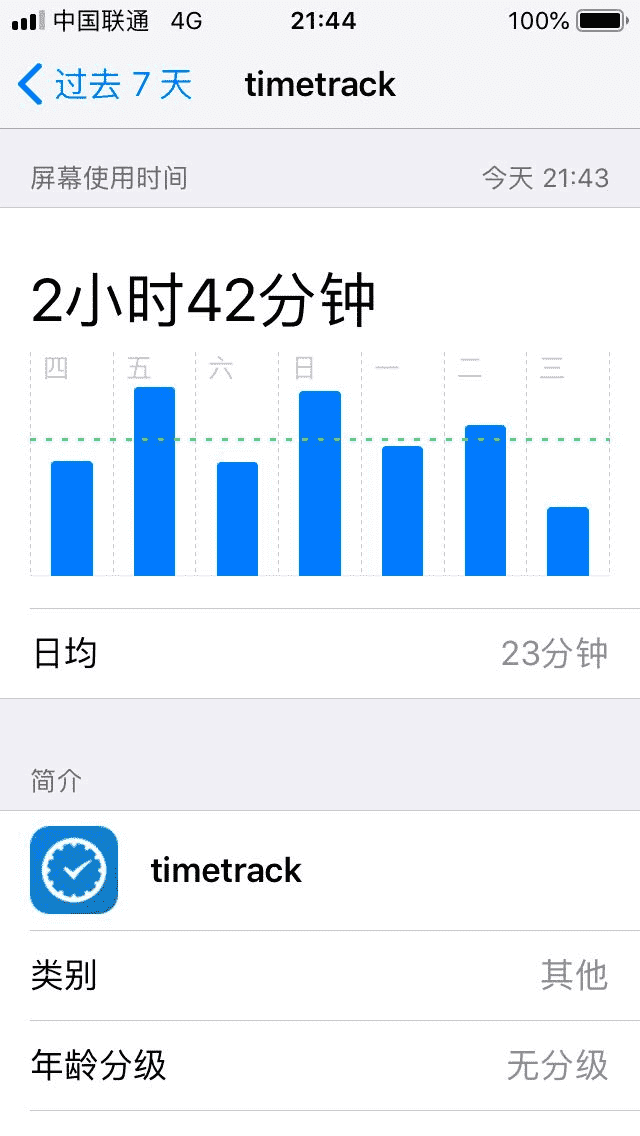 中国联通 4G 21:44 100%
过去 7 天 timetrack
屏幕使用时间 今天 21:43
2小时42分钟
四 五 六 日 一 二 三
日均 23分钟
简介
timetrack
类别 其他
年龄分级 无分级